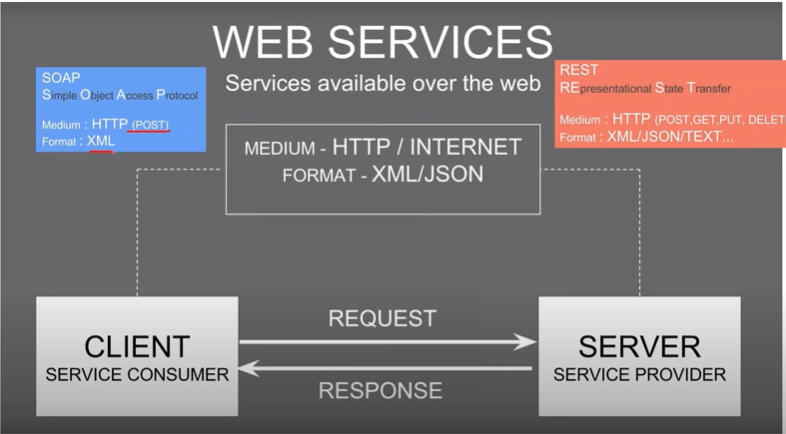 WEB SERVICES
Services available over the web
SOAP
Simple Object Access Protocol
Medium : HTTP (POST)
Format : XML
REST
REpresentational State Transfer
Medium : HTTP (POST,GET,PUT, DELET
Format : XML/JSON/TEXT...
MEDIUM - HTTP / INTERNET
FORMAT - XML/JSON
CLIENT
SERVICE CONSUMER
REQUEST
RESPONSE
SERVER
SERVICE PROVIDER